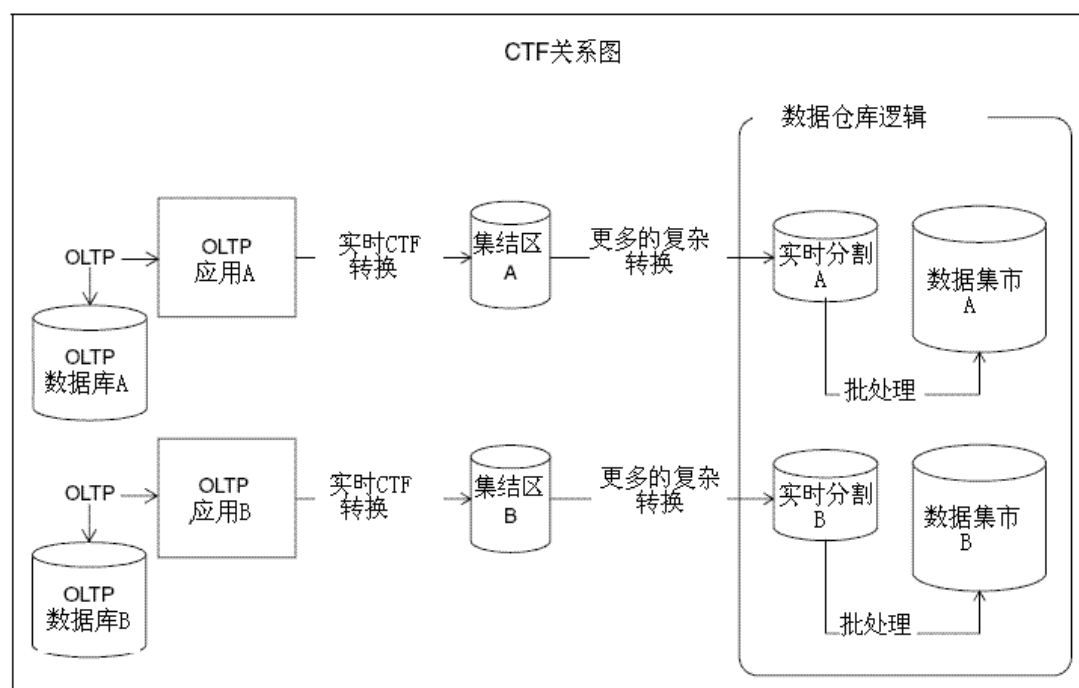 CTF关系图
数据仓库逻辑
OLTP
OLTP
应用A
实时CTF
转换
集结区
A
更多的复杂
转换
实时分割
A
数据集市
A
OLTP
数据库A
批处理
OLTP
OLTP
应用B
实时CTF
转换
集结区
B
更多的复杂
转换
实时分割
B
数据集市
B
OLTP
数据库B
批处理